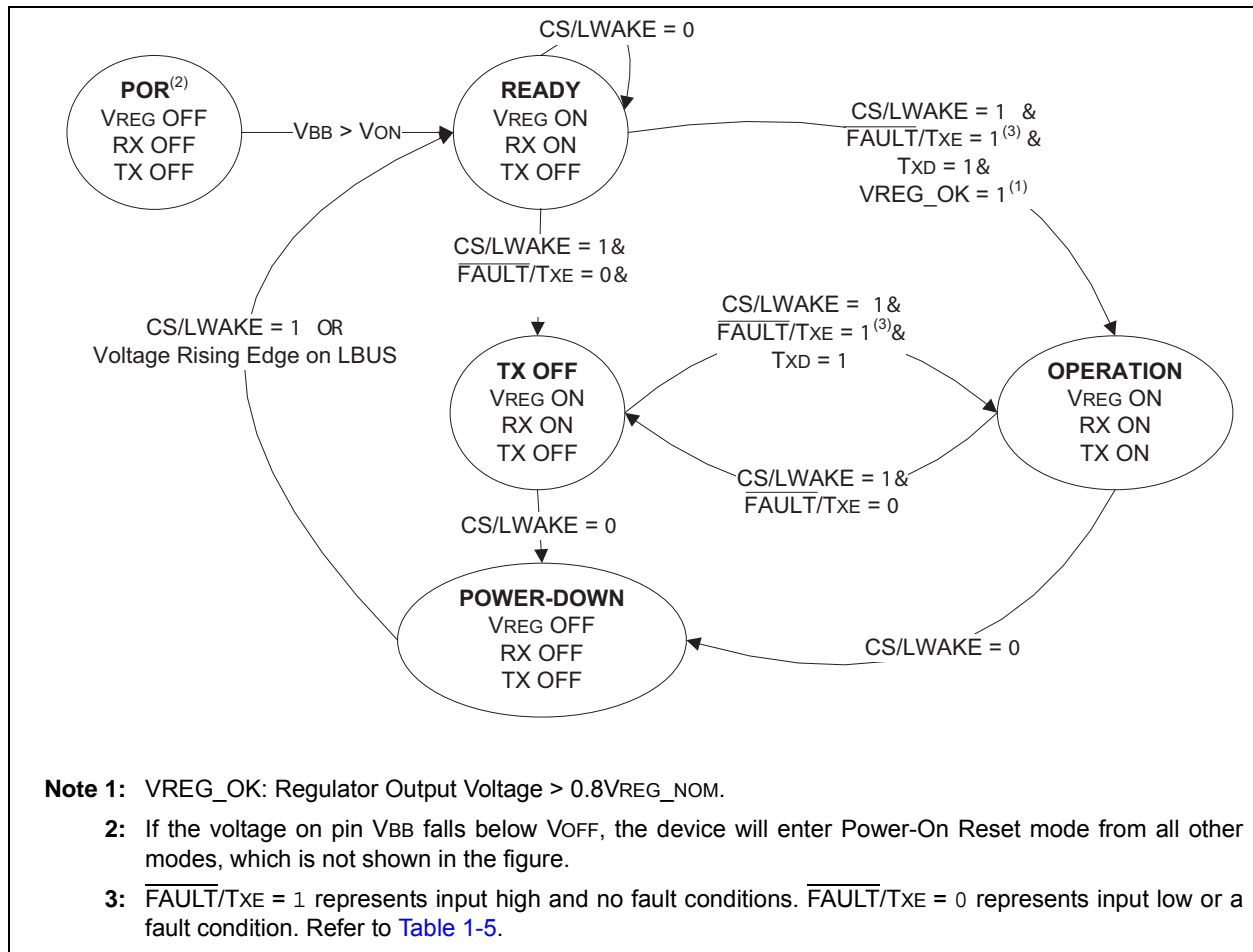 CS/LWAKE = 0
POR(2)
VREG OFF
RX OFF
TX OFF
VBB > VON
READY
VREG ON
RX ON
TX OFF
CS/LWAKE = 1 &
FAULT/TXE = 1(3) &
TXD = 1&
VREG_OK = 1(1)
CS/LWAKE = 1&
FAULT/TXE = 0&
CS/LWAKE = 1 OR
Voltage Rising Edge on LBUS
CS/LWAKE = 1&
FAULT/TXE = 1(3)&
TXD = 1
TX OFF
VREG ON
RX ON
TX OFF
OPERATION
VREG ON
RX ON
TX ON
CS/LWAKE = 1&
FAULT/TXE = 0
CS/LWAKE = 0
POWER-DOWN
VREG OFF
RX OFF
TX OFF
CS/LWAKE = 0
Note 1: VREG_OK: Regulator Output Voltage > 0.8VREG_NOM.
2: If the voltage on pin VBB falls below VOFF, the device will enter Power-On Reset mode from all other
modes, which is not shown in the figure.
3: FAULT/TXE = 1 represents input high and no fault conditions. FAULT/TXE = 0 represents input low or a
fault condition. Refer to Table 1-5.